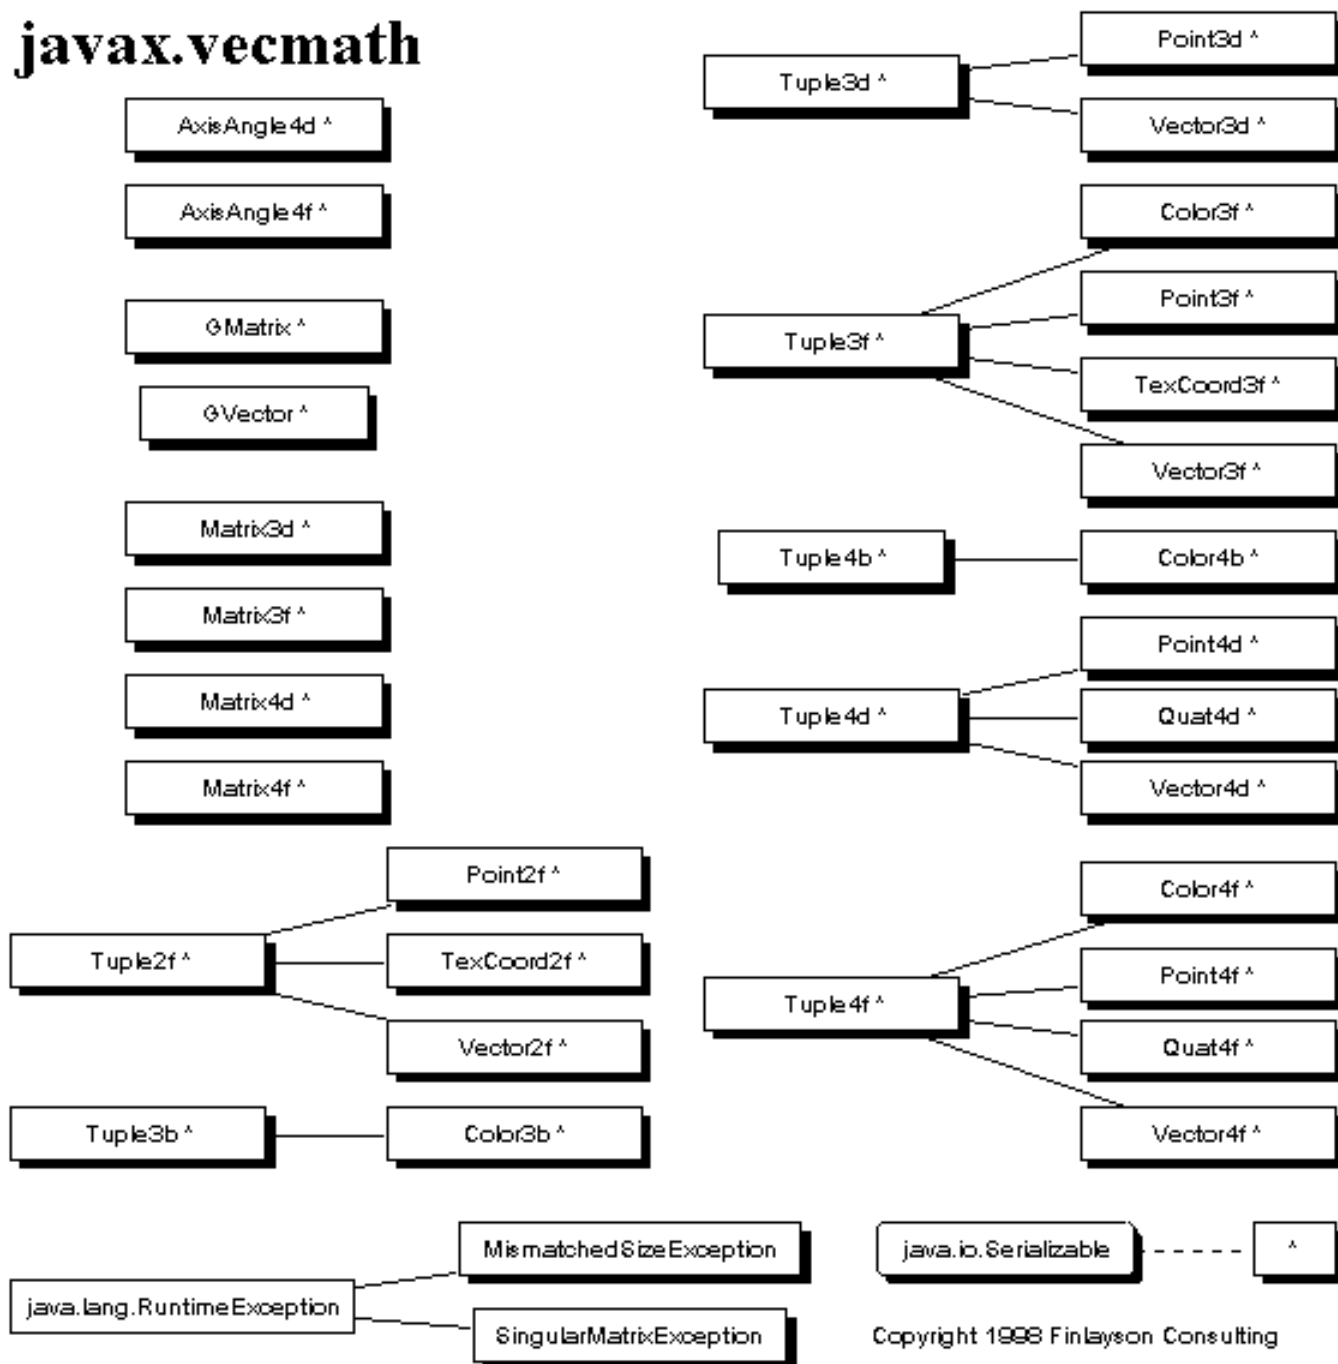 javax.vecmath
AxisAngle4d ^
AxisAngle4f ^
GMatrix ^
GVector ^
Matrix3d ^
Matrix3f ^
Matrix4d ^
Matrix4f ^
Tuple2f ^
Point2f ^
TexCoord2f ^
Vector2f ^
Tuple3b ^
Color3b ^
Tuple3d ^
Point3d ^
Vector3d ^
Tuple3f ^
Color3f ^
Point3f ^
TexCoord3f ^
Vector3f ^
Tuple4b ^
Color4b ^
Tuple4d ^
Point4d ^
Quat4d ^
Vector4d ^
Tuple4f ^
Color4f ^
Point4f ^
Quat4f ^
Vector4f ^
java.lang.RuntimeException
MismatchedSizeException
SingularMatrixException
java.io.Serializable
^
Copyright 1998 Finlayson Consulting